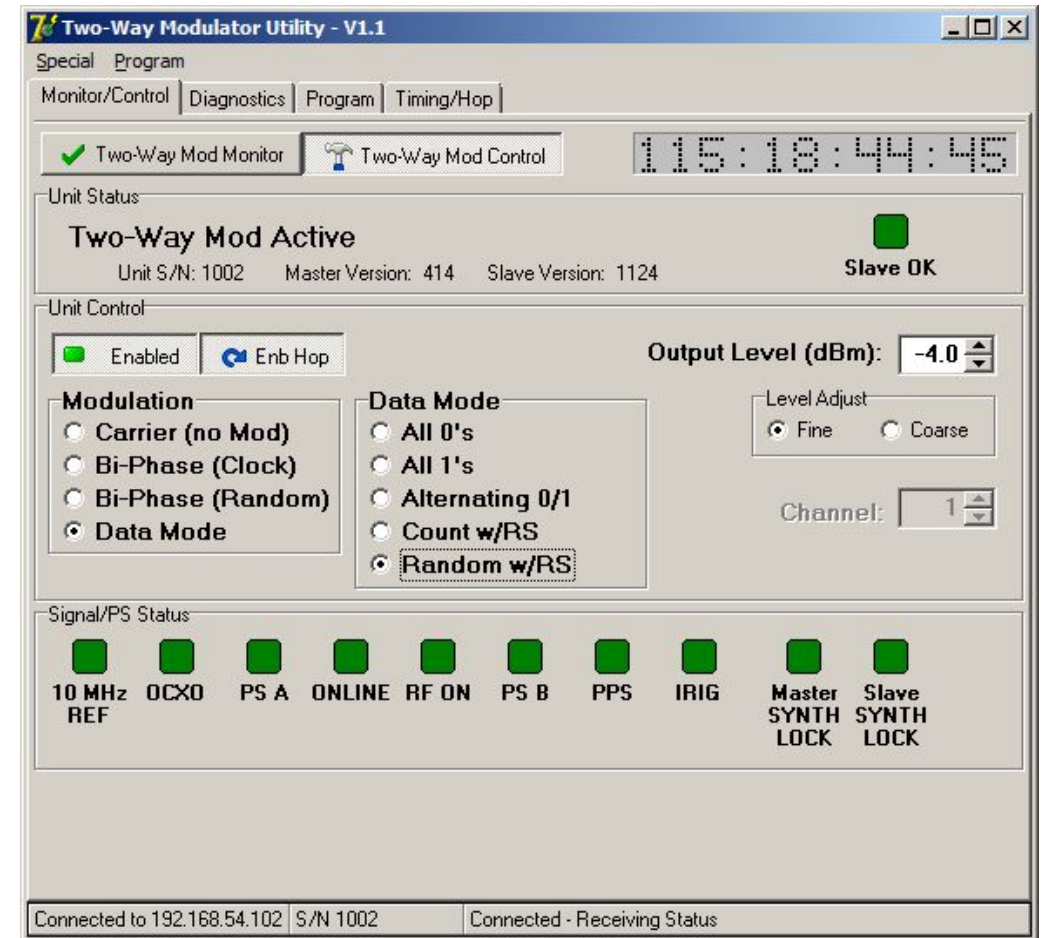 Two-Way Modulator Utility - V1.1
Special Program
Monitor/Control Diagnostics Program Timing/Hop
Two-Way Mod Monitor Two-Way Mod Control 115:18:44:45
Unit Status
Two-Way Mod Active
Unit S/N: 1002 Master Version: 414 Slave Version: 1124 Slave OK
Unit Control
Enabled Enb Hop Output Level (dBm): -4.0
Modulation Data Mode Level Adjust
Carrier (no Mod) All 0's Fine Coarse
Bi-Phase (Clock) All 1's
Bi-Phase (Random) Alternating 0/1 Channel: 1
Data Mode Count w/RS
Random w/RS
Signal/PS Status
10 MHz OCXO PS A ONLINE RF ON PS B PPS IRIG Master Slave
REF SYNTH SYNTH
LOCK LOCK
Connected to 192.168.54.102 S/N 1002 Connected - Receiving Status